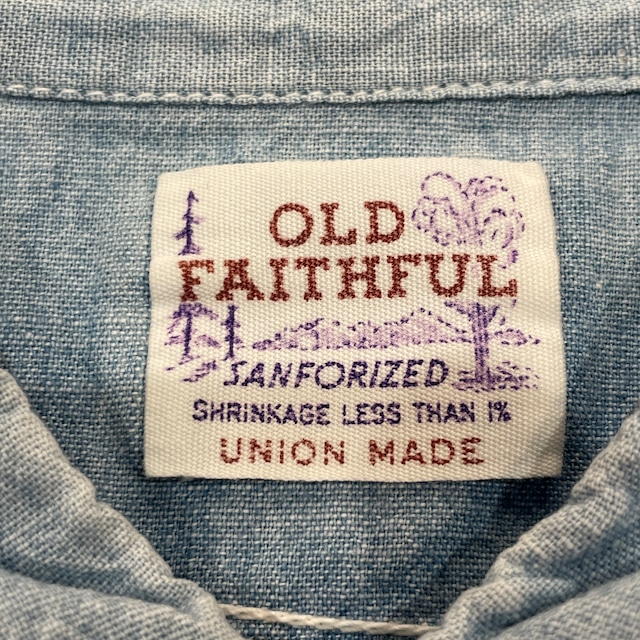 OLD
FAITHFUL
SANFORIZED
SHRINKAGE LESS THAN 1%
UNION MADE